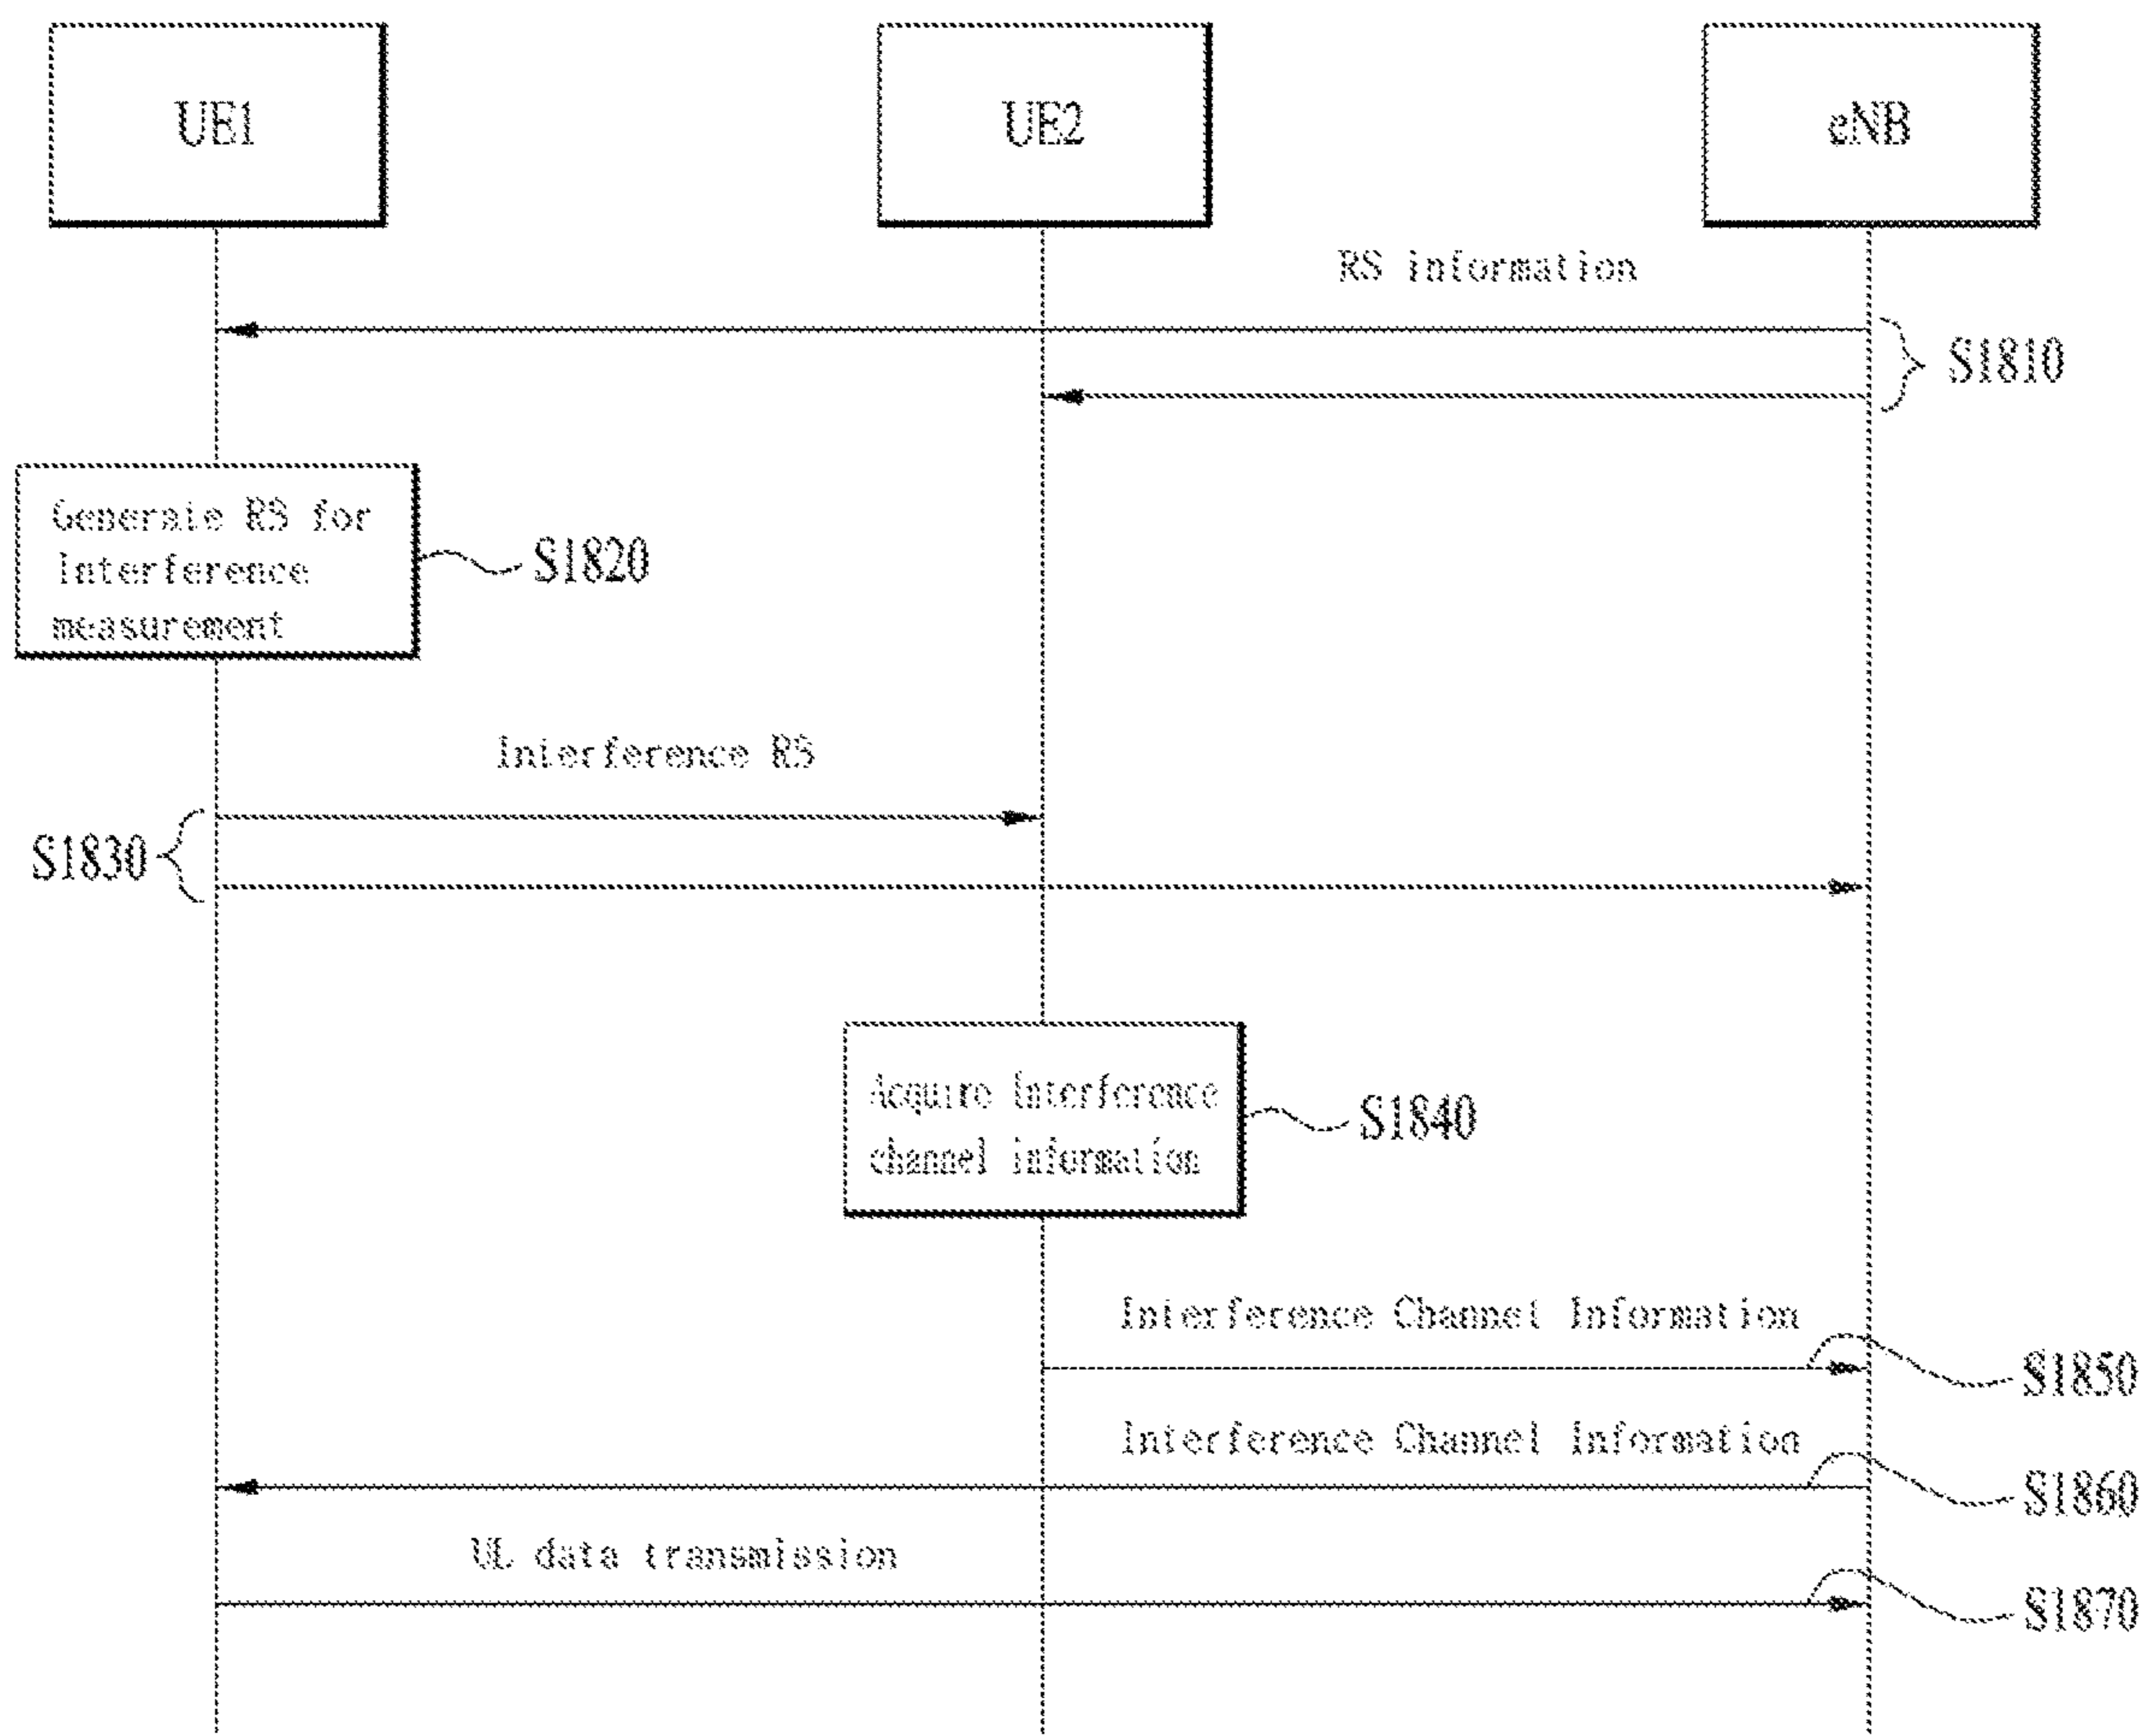 UE1
UE2
eNB
RS information
S1810
Generate RS for
Interference
measurement
S1820
Interference RS
S1830
Acquire Interference
channel information
S1840
Interference Channel Information
S1850
Interference Channel Information
S1860
UL data transmission
S1870